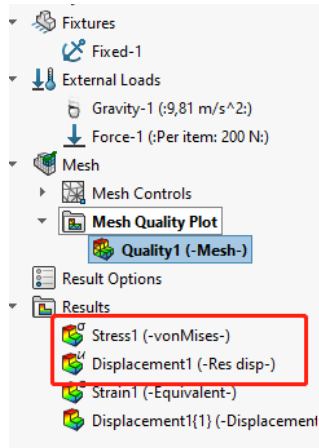 Fixtures
Fixed-1
External Loads
Gravity-1 (:9,81 m/s^2:)
Force-1 (:Per item: 200 N:)
Mesh
Mesh Controls
Mesh Quality Plot
Quality1 (-Mesh-)
Result Options
Results
Stress1 (-vonMises-)
Displacement1 (-Res disp-)
Strain1 (-Equivalent-)
Displacement1{1} (-Displacement